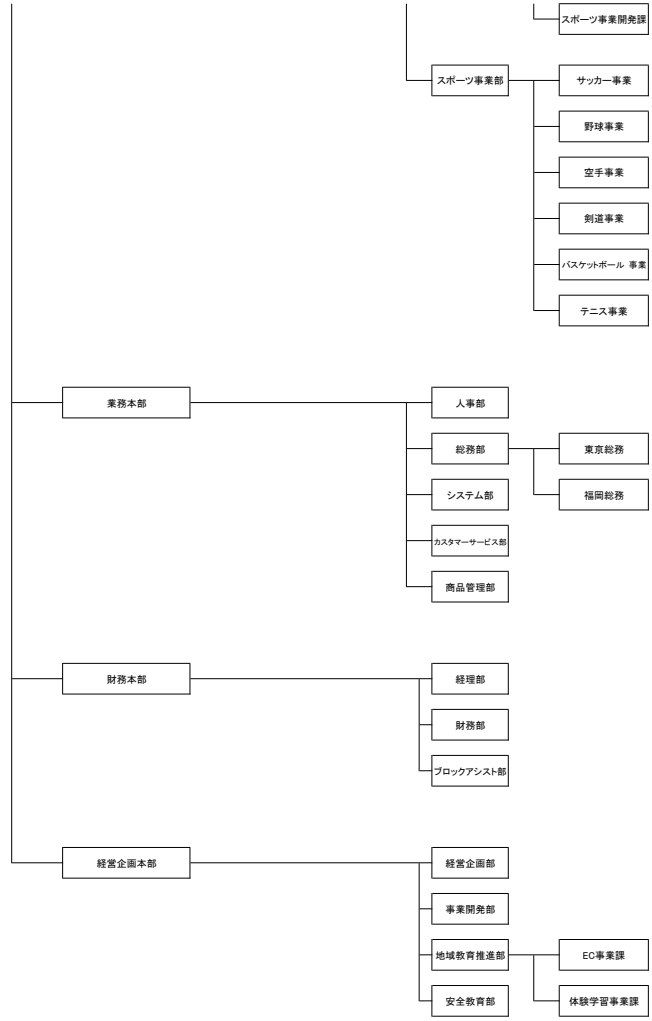 スポーツ事業開発課
スポーツ事業部
サッカー事業
野球事業
空手事業
剣道事業
バスケットボール 事業
テニス事業
業務本部
人事部
総務部
東京総務
福岡総務
システム部
カスタマーサービス部
商品管理部
財務本部
経理部
財務部
ブロックアシスト部
経営企画本部
経営企画部
事業開発部
地域教育推進部
EC事業課
体験学習事業課
安全教育部